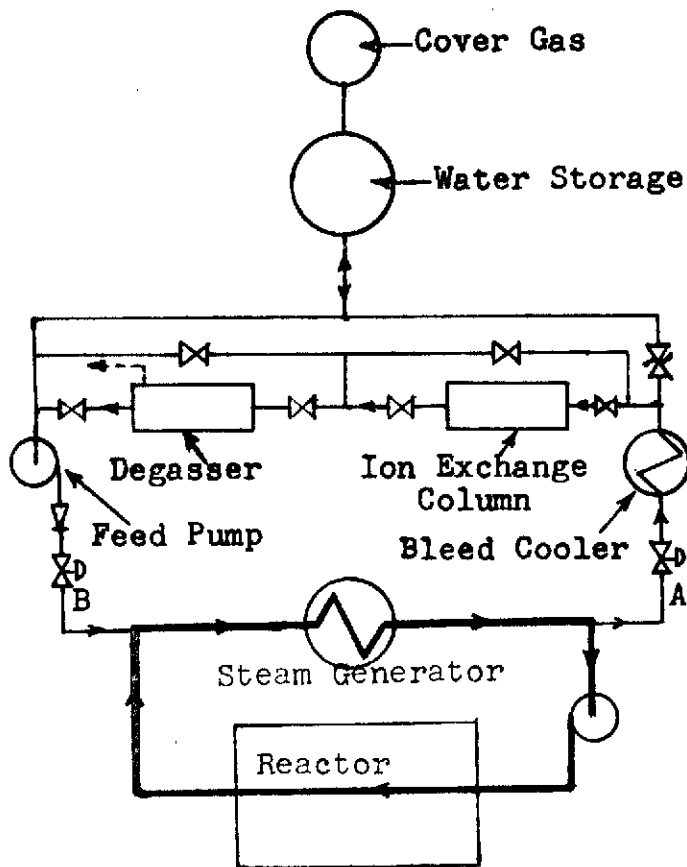 Cover Gas
Water Storage
Degasser
Ion Exchange
Column
Feed Pump
Bleed Cooler
B
A
Steam Generator
Reactor